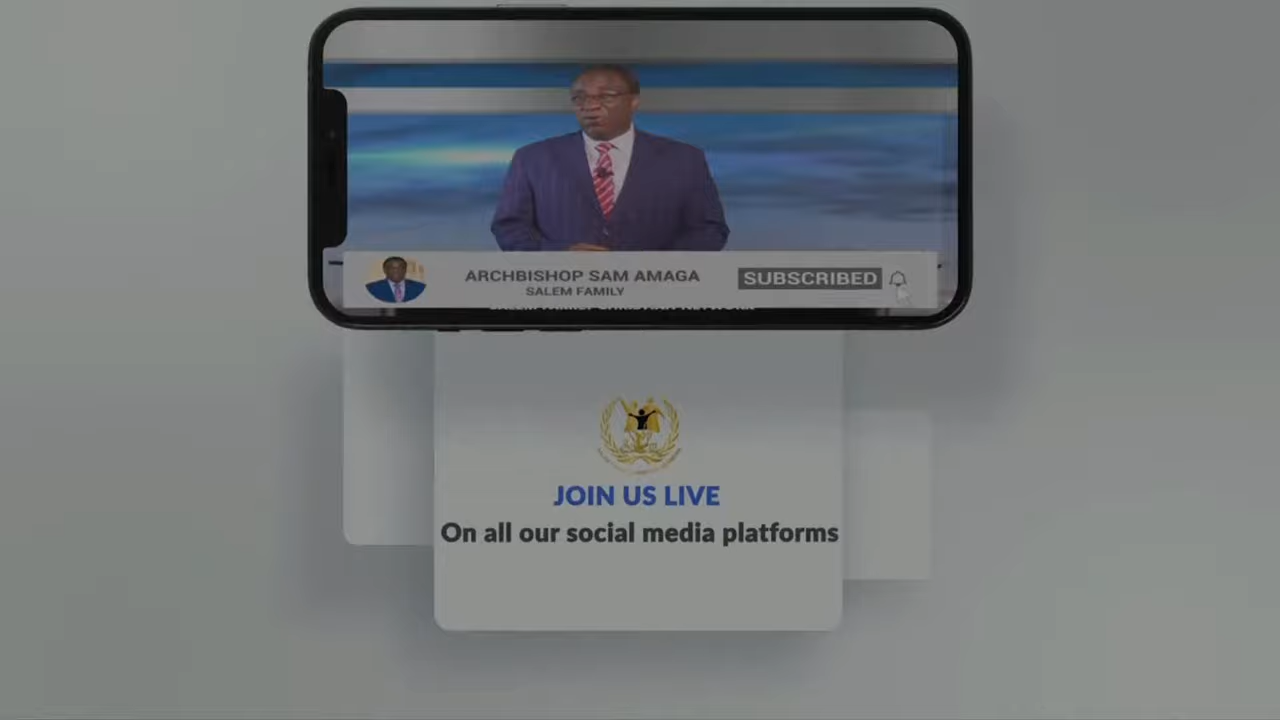 ARCHBISHOP SAM AMAGA
SALEM FAMILY
SUBSCRIBED
JOIN US LIVE
On all our social media platforms